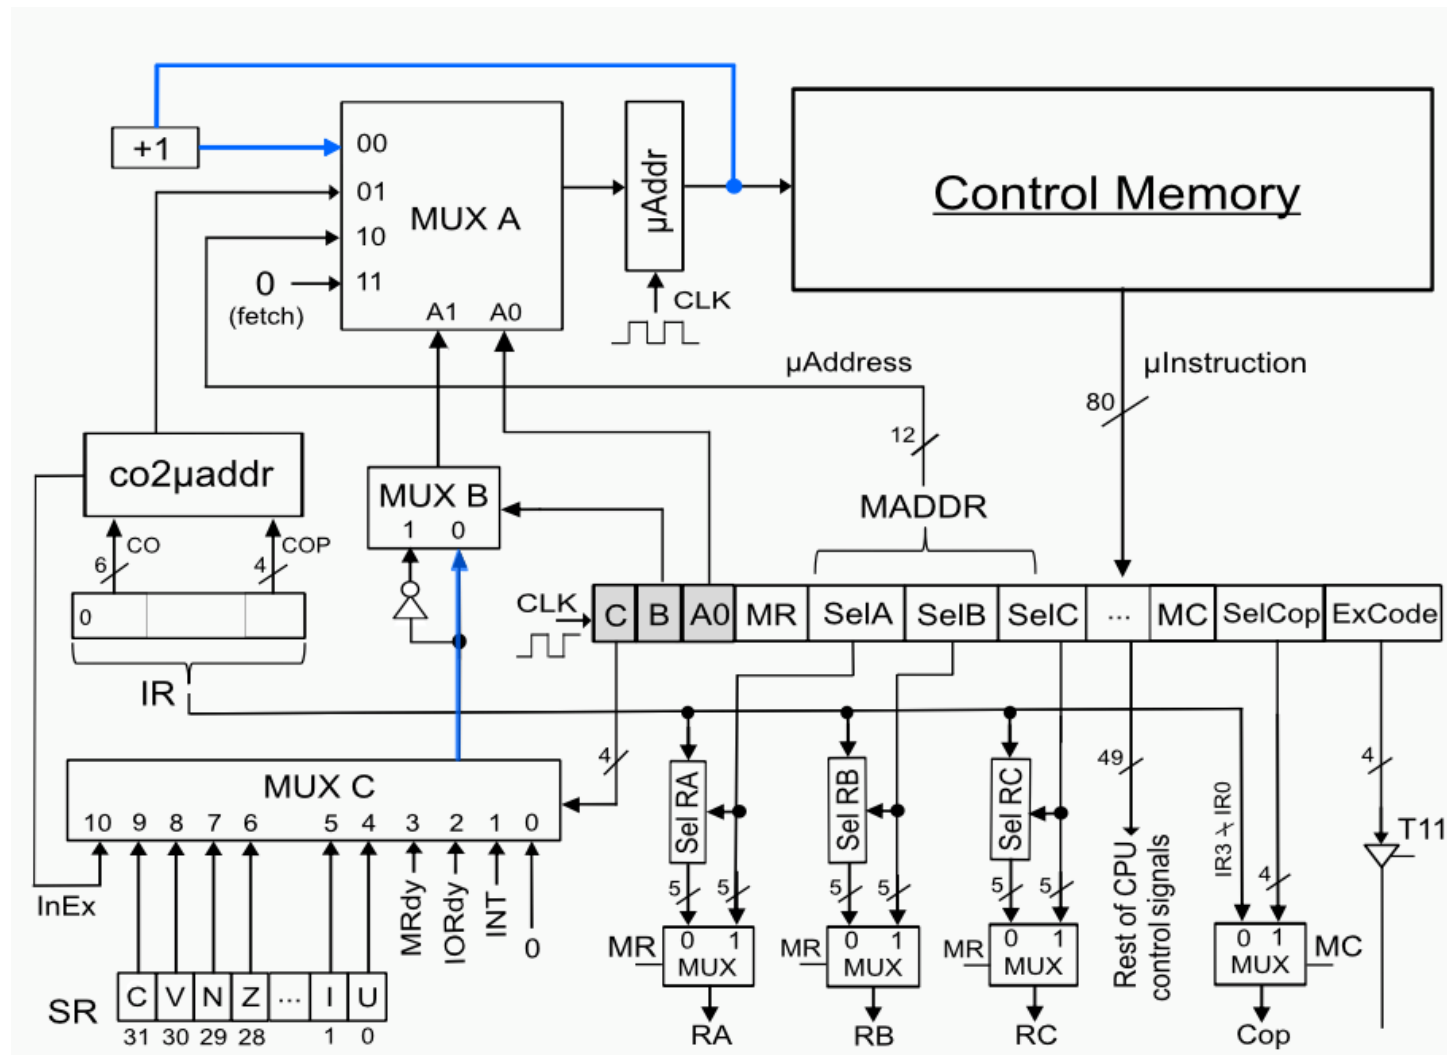 +1
00
01
10
11
MUX A
A1 A0
0
(fetch)
µAddr
CLK
Control Memory
µAddress
µInstruction
80
12
MADDR
co2µaddr
CO
COP
6
4
0
IR
MUX B
1 0
CLK
C B A0 MR SelA SelB SelC ... MC SelCop ExCode
MUX C
10 9 8 7 6 5 4 3 2 1 0
4
InEx
MRdy
IORdy
INT
0
SR
C V N Z ... I U
31 30 29 28 1 0
Sel RA
Sel RB
Sel RC
5 5 5 5 5 5
MR 0 1 MUX
MR 0 1 MUX
MR 0 1 MUX
RA
RB
RC
49
Rest of CPU
control signals
IR3
IR0
4
0 1
MUX
MC
Cop
4
T11